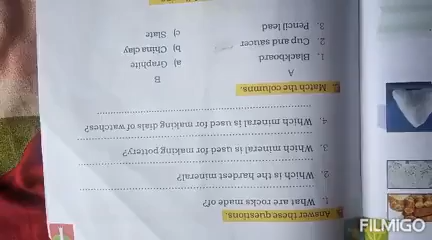 Answer these questions.
1. What are rocks made of?
2. Which is the hardest mineral?
3. Which mineral is used for making pottery?
4. Which mineral is used for making dials of watches?
C. Match the columns.
A B
1. Blackboard a) Graphite
2. Cup and saucer b) China clay
3. Pencil lead c) Slate
FILMIGO